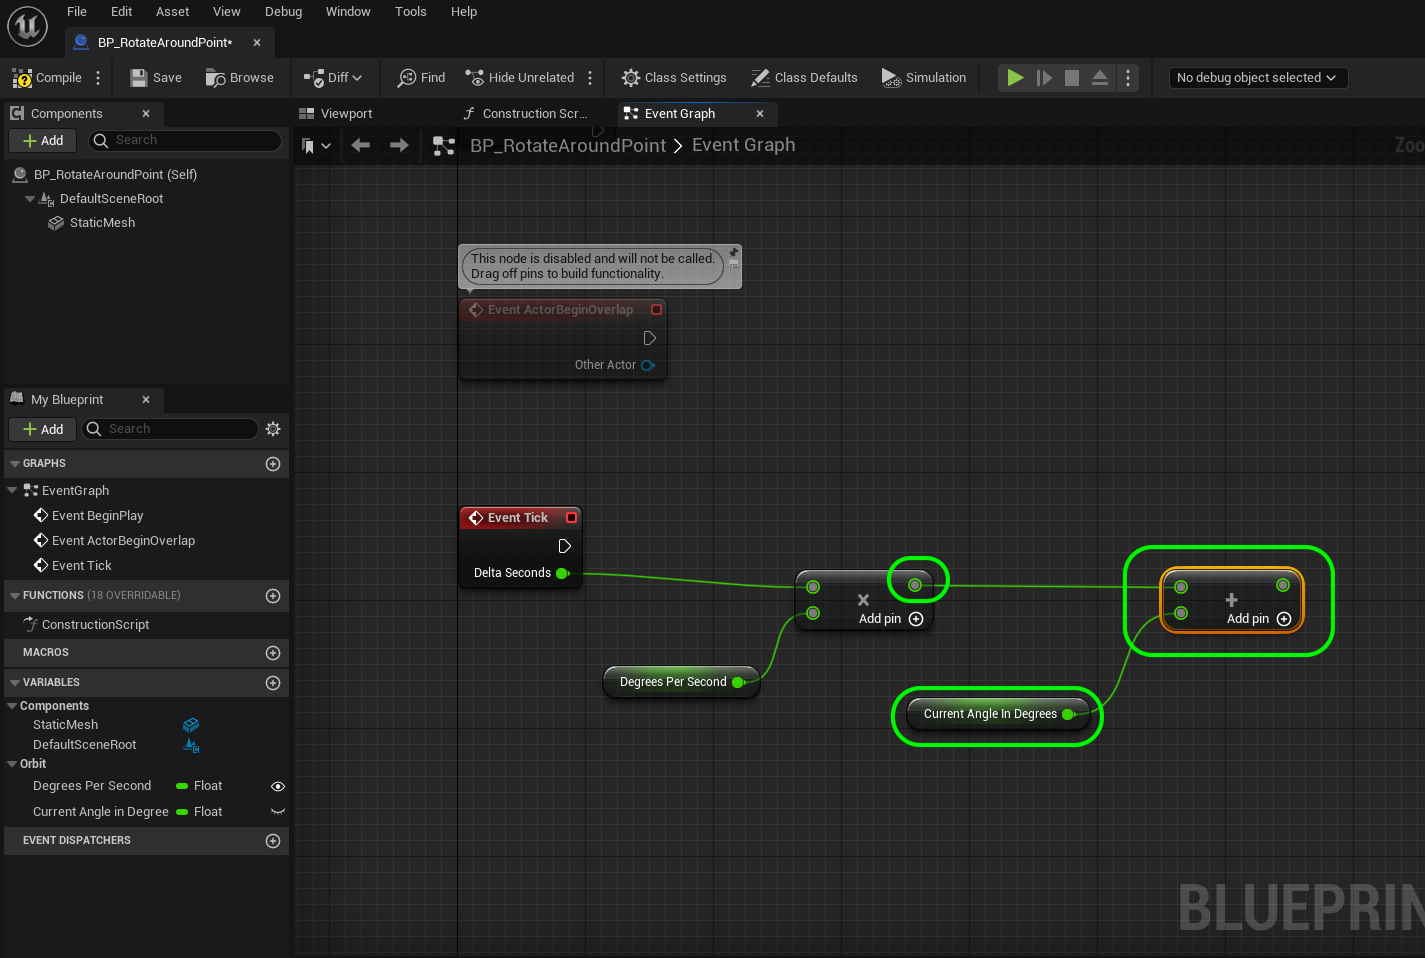 File Edit Asset View Debug Window Tools Help
BP_RotateAroundPoint*
Compile Save Browse Diff Find Hide Unrelated Class Settings Class Defaults Simulation No debug object selected
Components
Viewport Construction Scr... Event Graph
Add Search
BP_RotateAroundPoint > Event Graph
Zoo
BP_RotateAroundPoint (Self)
DefaultSceneRoot
StaticMesh
This node is disabled and will not be called.
Drag off pins to build functionality.
Event ActorBeginOverlap
Other Actor
My Blueprint
Add Search
GRAPHS
EventGraph
Event BeginPlay
Event ActorBeginOverlap
Event Tick
FUNCTIONS (18 OVERRIDABLE)
ConstructionScript
MACROS
VARIABLES
Components
StaticMesh
DefaultSceneRoot
Orbit
Degrees Per Second Float
Current Angle in Degree Float
EVENT DISPATCHERS
Event Tick
Delta Seconds
Add pin
Add pin
Degrees Per Second
Current Angle In Degrees
BLUEPRIN